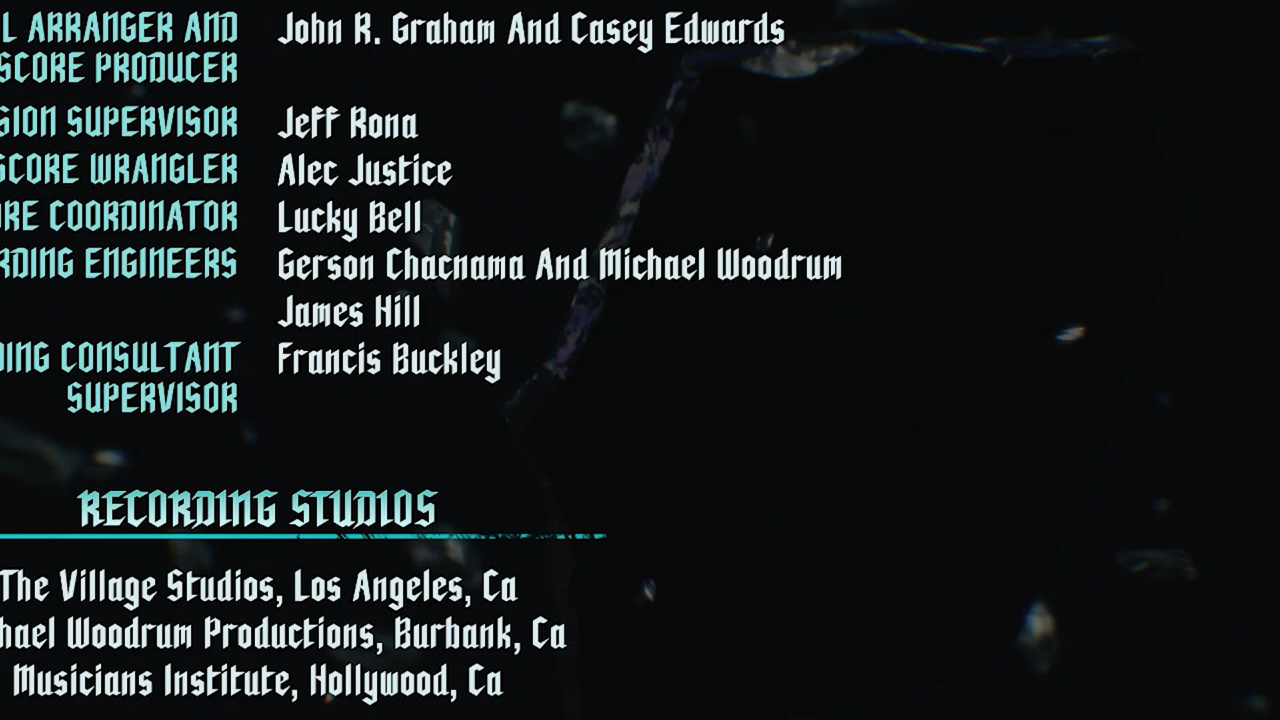 L ARRANGER AND John R. Graham And Casey Edwards
SCORE PRODUCER
SION SUPERVISOR Jeff Rona
SCORE WRANGLER Alec Justice
RE COORDINATOR Lucky Bell
RDING ENGINEERS Gerson Chacnama And Michael Woodrum
James Hill
DING CONSULTANT Francis Buckley
SUPERVISOR
RECORDING STUDIOS
The Village Studios, Los Angeles, Ca
hael Woodrum Productions, Burbank, Ca
Musicians Institute, Hollywood, Ca